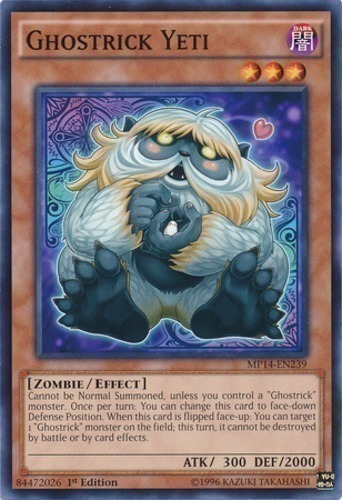 GHOSTRICK YETI
DARK
闇
MP14-EN239
[ZOMBIE / EFFECT]
Cannot be Normal Summoned, unless you control a "Ghostrick"
monster. Once per turn: You can change this card to face-down
Defense Position. When this card is flipped face-up: You can target
1 "Ghostrick" monster on the field; this turn, it cannot be destroyed
by battle or by card effects.
ATK/ 300 DEF/2000
84472026 1st Edition ©1996 KAZUKI TAKAHASHI